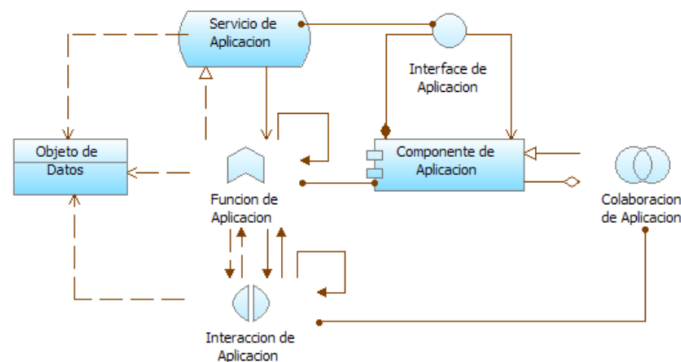 Servicio de
Aplicacion
Interface de
Aplicacion
Objeto de
Datos
Componente de
Aplicacion
Funcion de
Aplicacion
Colaboracion
de Aplicacion
Interaccion de
Aplicacion